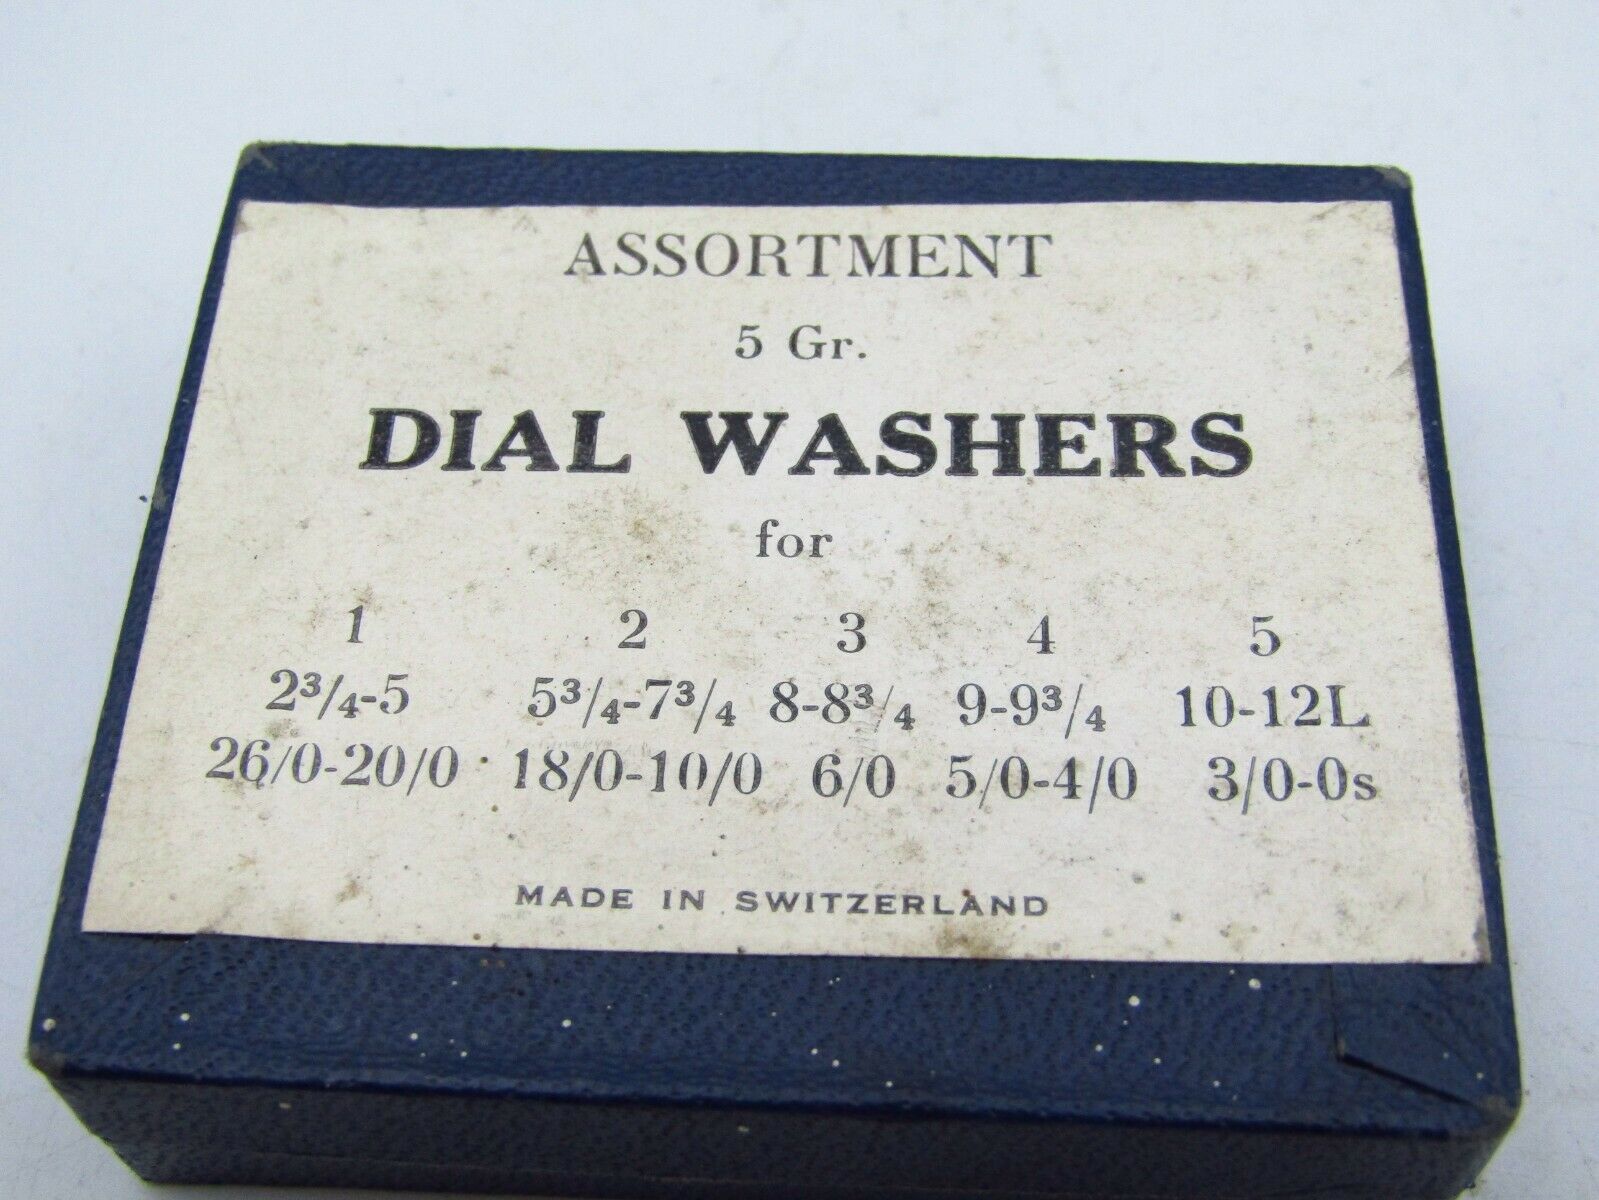 ASSORTMENT
5 Gr.
DIAL WASHERS
for
1 2 3 4 5
2¾-5 5¾-7¾ 8-8¾ 9-9¾ 10-12L
26/0-20/0 18/0-10/0 6/0 5/0-4/0 3/0-0s
MADE IN SWITZERLAND